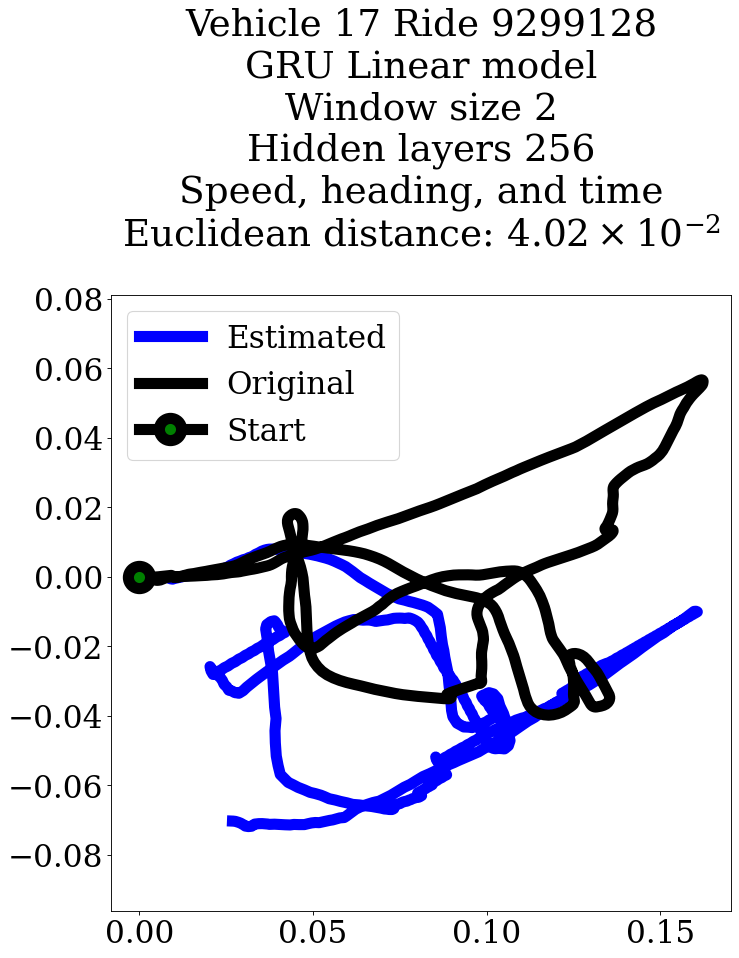 Vehicle 17 Ride 9299128
GRU Linear model
Window size 2
Hidden layers 256
Speed, heading, and time
Euclidean distance: 4.02 × 10⁻²
0.08
Estimated
0.06
Original
0.04
Start
0.02
0.00
−0.02
−0.04
−0.06
−0.08
0.00 0.05 0.10 0.15